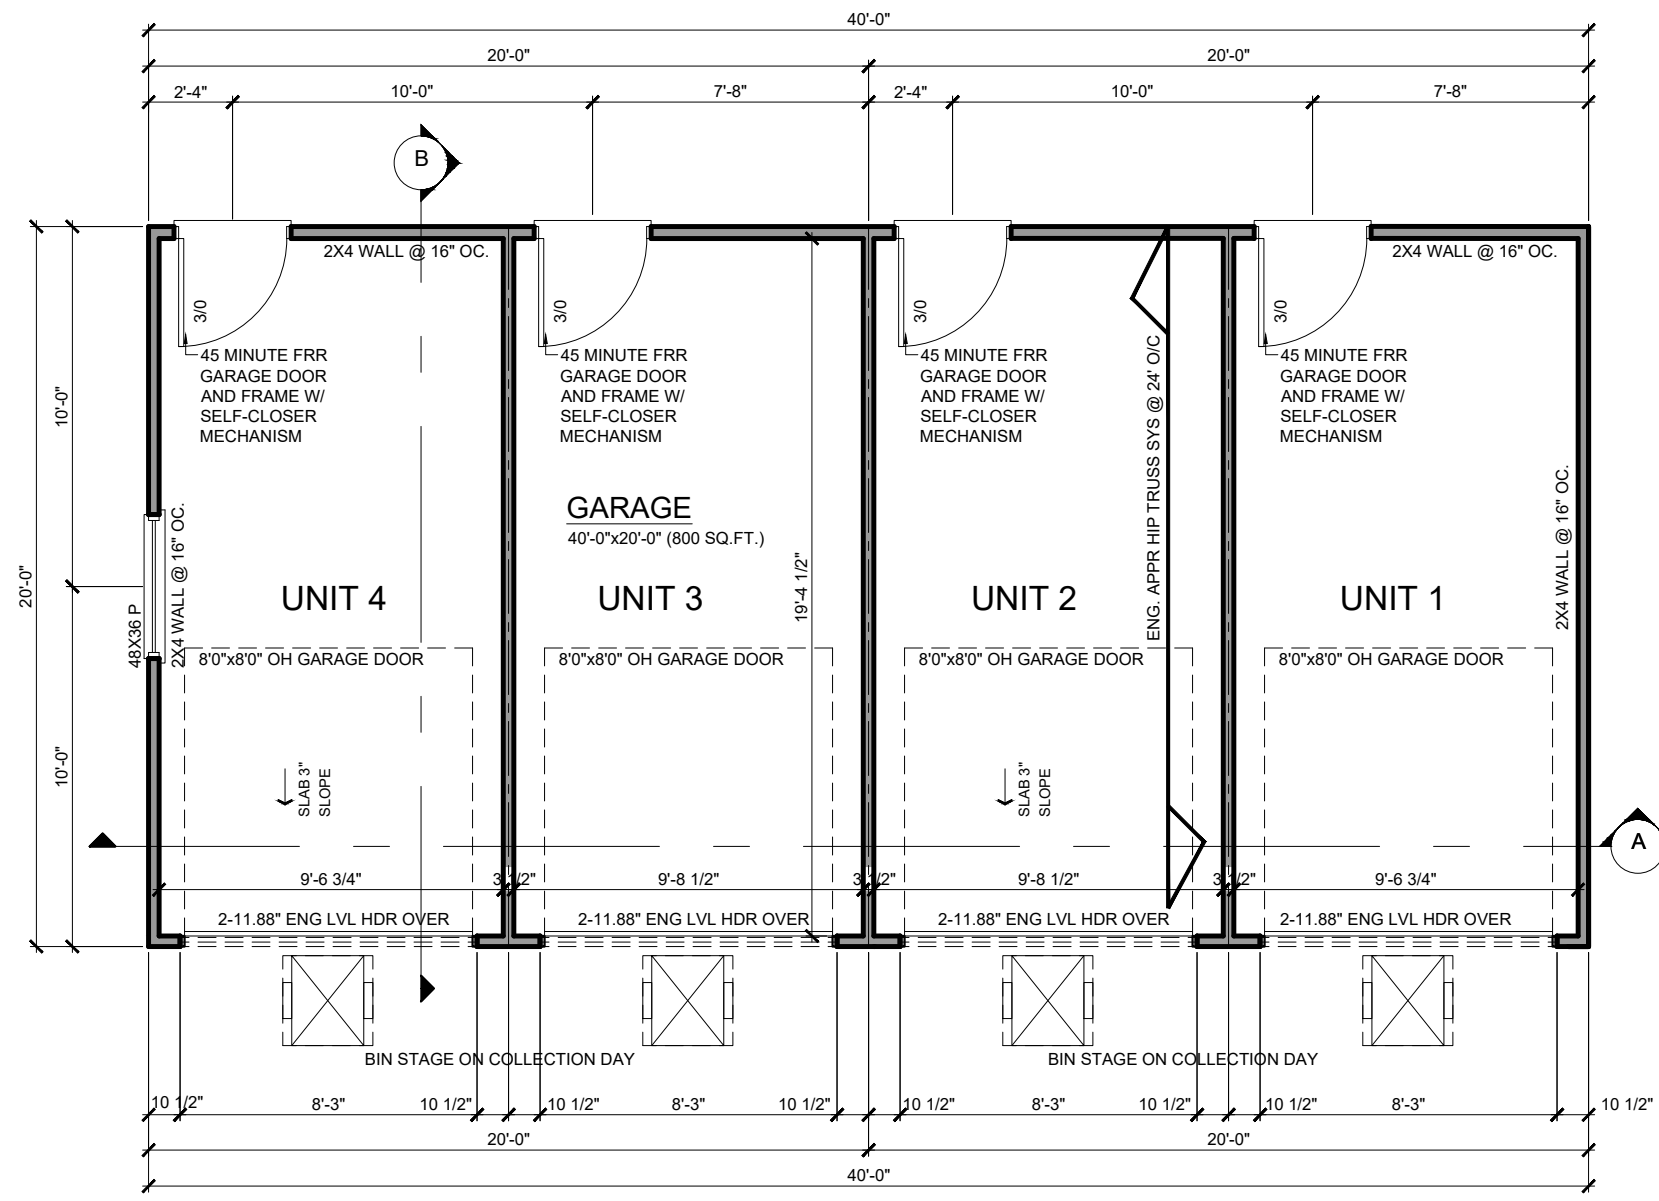 40'-0"
20'-0" 20'-0"
2'-4" 10'-0" 7'-8" 2'-4" 10'-0" 7'-8"
B
2X4 WALL @ 16" OC. 2X4 WALL @ 16" OC.
3/0 3/0 3/0 3/0
45 MINUTE FRR
GARAGE DOOR
AND FRAME W/
SELF-CLOSER
MECHANISM
45 MINUTE FRR
GARAGE DOOR
AND FRAME W/
SELF-CLOSER
MECHANISM
45 MINUTE FRR
GARAGE DOOR
AND FRAME W/
SELF-CLOSER
MECHANISM
45 MINUTE FRR
GARAGE DOOR
AND FRAME W/
SELF-CLOSER
MECHANISM
ENG. APPR HIP TRUSS SYS @ 24' O/C
10'-0"
20'-0"
10'-0"
48X36 P
2X4 WALL @ 16" OC.
2X4 WALL @ 16" OC.
GARAGE
40'-0"x20'-0" (800 SQ.FT.)
19'-4 1/2"
UNIT 4 UNIT 3 UNIT 2 UNIT 1
8'0"x8'0" OH GARAGE DOOR 8'0"x8'0" OH GARAGE DOOR 8'0"x8'0" OH GARAGE DOOR 8'0"x8'0" OH GARAGE DOOR
SLAB 3"
SLOPE
SLAB 3"
SLOPE
A
9'-6 3/4" 3 1/2" 9'-8 1/2" 3 1/2" 9'-8 1/2" 3 1/2" 9'-6 3/4"
2-11.88" ENG LVL HDR OVER 2-11.88" ENG LVL HDR OVER 2-11.88" ENG LVL HDR OVER 2-11.88" ENG LVL HDR OVER
BIN STAGE ON COLLECTION DAY BIN STAGE ON COLLECTION DAY
10 1/2" 8'-3" 10 1/2" 10 1/2" 8'-3" 10 1/2" 10 1/2" 8'-3" 10 1/2" 10 1/2" 8'-3" 10 1/2"
20'-0" 20'-0"
40'-0"